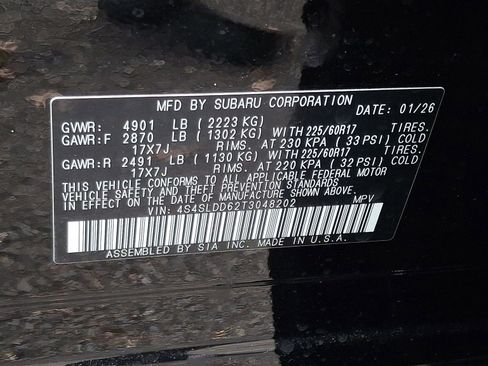 MFD BY SUBARU CORPORATION
DATE: 01/26
GVWR: 4901 LB (2223 KG)
GAWR:F 2870 LB (1302 KG) WITH 225/60R17 TIRES.
17X7J RIMS. AT 230 KPA (33 PSI) COLD
GAWR:R 2491 LB (1130 KG) WITH 225/60R17 TIRES.
17X7J RIMS. AT 220 KPA (32 PSI) COLD
THIS VEHICLE CONFORMS TO ALL APPLICABLE FEDERAL MOTOR
VEHICLE SAFETY AND THEFT PREVENTION STANDARDS IN
EFFECT ON THE DATE OF MANUFACTURE SHOWN ABOVE.
VIN: 4S4SLDD62T3048202 MPV
ASSEMBLED BY SIA INC. MADE IN U.S.A.